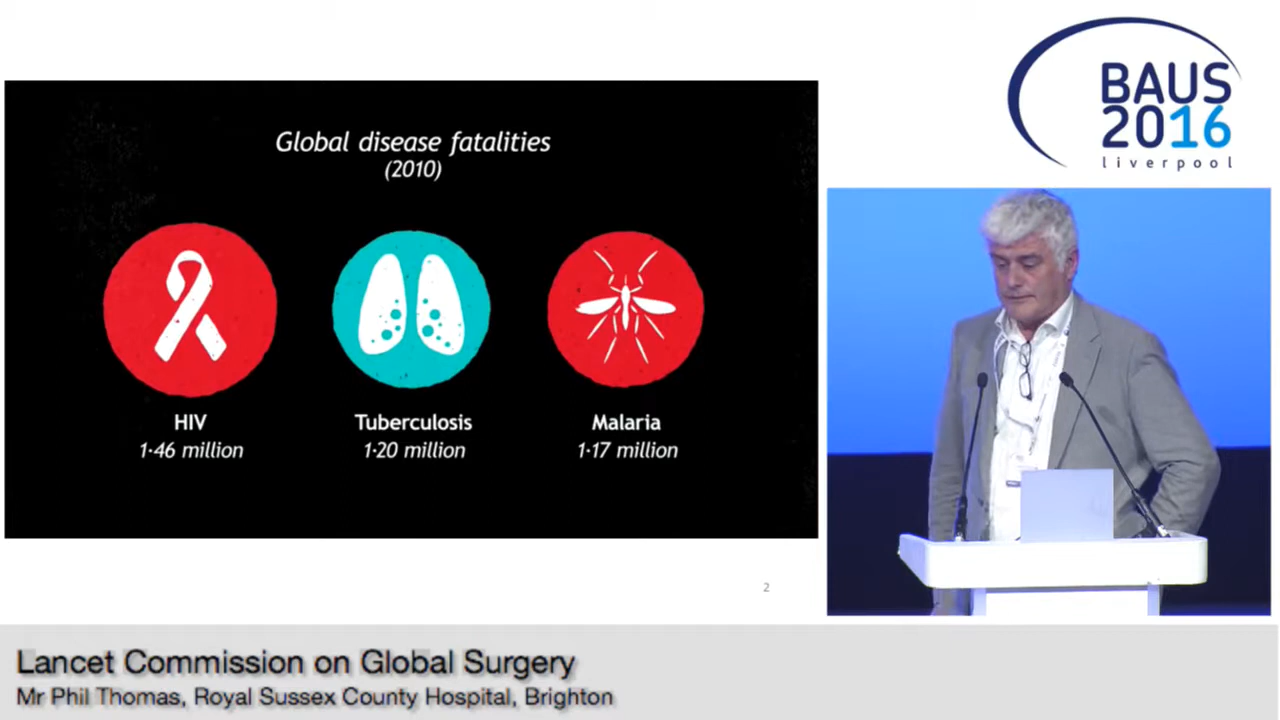 BAUS
2016
liverpool
Global disease fatalities
(2010)
HIV
1·46 million
Tuberculosis
1·20 million
Malaria
1·17 million
2
Lancet Commission on Global Surgery
Mr Phil Thomas, Royal Sussex County Hospital, Brighton